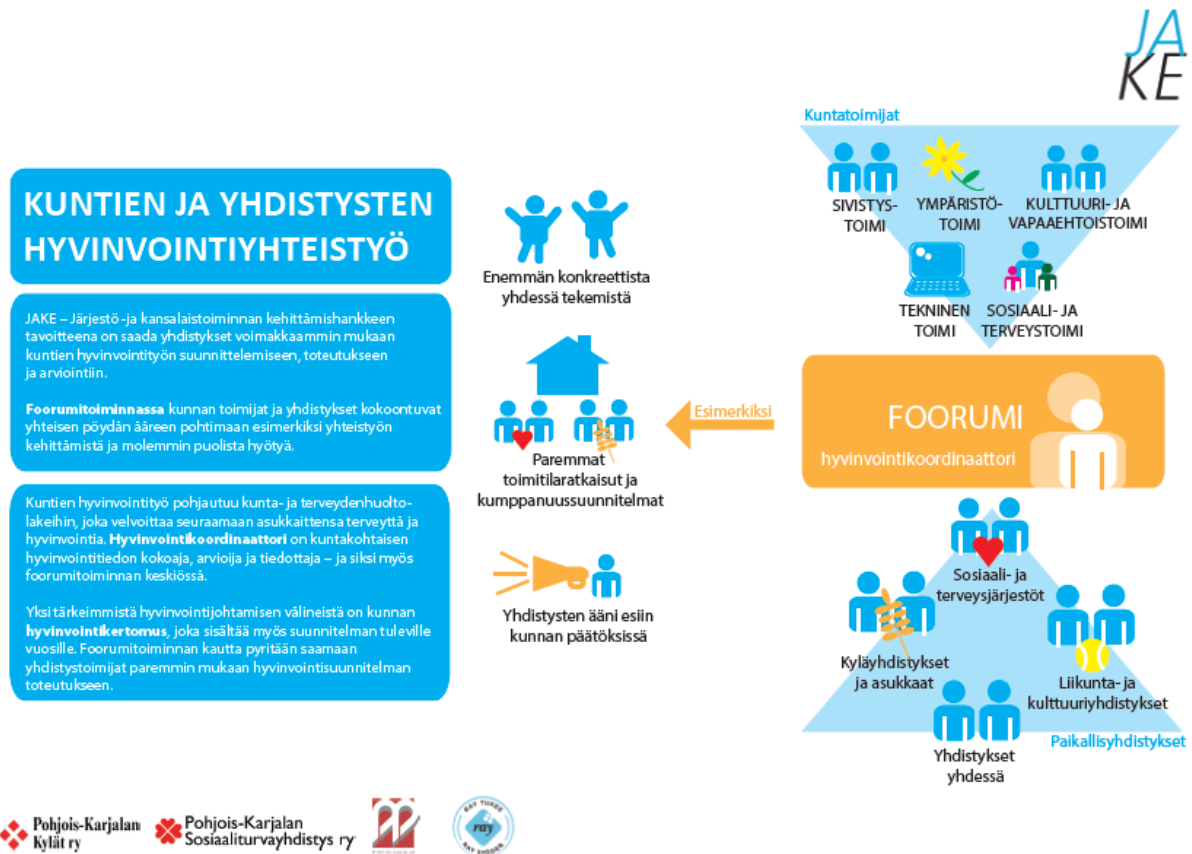 JA
KE
KUNTIEN JA YHDISTYSTEN
HYVINVOINTIYHTEISTYÖ
JAKE – Järjestö -ja kansalaistoiminnan kehittämishankkeen
tavoitteena on saada yhdistykset voimakkaammin mukaan
kuntien hyvinvointityön suunnittelemiseen, toteutukseen
ja arviointiin.
Foorumitoiminnassa kunnan toimijat ja yhdistykset kokoontuvat
yhteisen pöydän ääreen pohtimaan esimerkiksi yhteistyön
kehittämistä ja molemmin puolista hyötyä.
Kuntien hyvinvointityö pohjautuu kunta- ja terveydenhuolto-
lakeihin, joka velvoittaa seuraamaan asukkaittensa terveyttä ja
hyvinvointia. Hyvinvointikoordinaattori on kuntakohtaisen
hyvinvointitiedon kokoaja, arvioija ja tiedottaja – ja siksi myös
foorumitoiminnan keskiössä.
Yksi tärkeimmistä hyvinvointijohtamisen välineistä on kunnan
hyvinvointikertomus, joka sisältää myös suunnitelman tuleville
vuosille. Foorumitoiminnan kautta pyritään saamaan
yhdistystoimijat paremmin mukaan hyvinvointisuunnitelman
toteutukseen.
Enemmän konkreettista
yhdessä tekemistä
Paremmat
toimitilaratkaisut ja
kumppanuussuunnitelmat
Yhdistysten ääni esiin
kunnan päätöksissä
Esimerkiksi
Kuntatoimijat
SIVISTYS-
TOIMI
YMPÄRISTÖ-
TOIMI
KULTTUURI- JA
VAPAAEHTOISTOIMI
TEKNINEN
TOIMI
SOSIAALI- JA
TERVEYSTOIMI
FOORUMI
hyvinvointikoordinaattori
Sosiaali- ja
terveysjärjestöt
Kyläyhdistykset
ja asukkaat
Liikunta- ja
kulttuuriyhdistykset
Yhdistykset
yhdessä
Paikallisyhdistykset
Pohjois-Karjalan
Kylät ry
Pohjois-Karjalan
Sosiaaliturvayhdistys ry
RAY TUKEE
ray